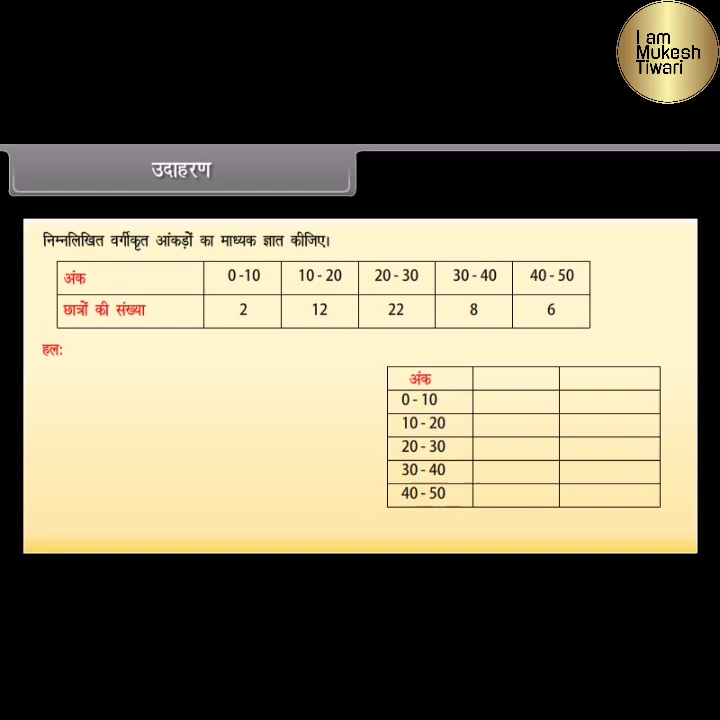 I am
Mukesh
Tiwari
उदाहरण
निम्नलिखित वर्गीकृत आंकड़ों का माध्यक ज्ञात कीजिए।
अंक 0 -10 10 - 20 20 - 30 30 - 40 40 - 50
छात्रों की संख्या 2 12 22 8 6
हल:
अंक
0 - 10
10 - 20
20 - 30
30 - 40
40 - 50